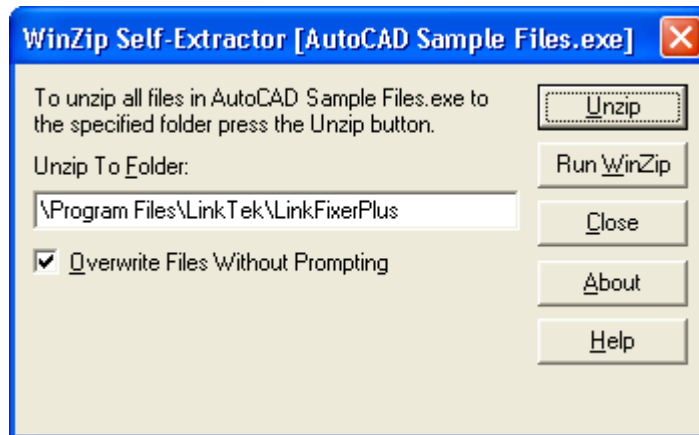 WinZip Self-Extractor [AutoCAD Sample Files.exe]
To unzip all files in AutoCAD Sample Files.exe to
the specified folder press the Unzip button.
Unzip To Folder:
\Program Files\LinkTek\LinkFixerPlus
Overwrite Files Without Prompting
Unzip
Run WinZip
Close
About
Help